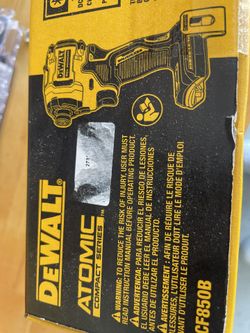 DEWALT
ATOMIC
COMPACT SERIES™
271
⚠ WARNING: TO REDUCE THE RISK OF INJURY, USER MUST
READ INSTRUCTION MANUAL BEFORE OPERATING PRODUCT.
⚠ ADVERTENCIA: PARA REDUCIR EL RIESGO DE LESIONES,
EL USUARIO DEBE LEER EL MANUAL DE INSTRUCCIONES
ANTES DE OPERAR EL PRODUCTO.
⚠ AVERTISSEMENT : AFIN DE RÉDUIRE LE RISQUE DE
BLESSURES, L'UTILISATEUR DOIT LIRE LE MODE D'EMPLOI
AVANT D'UTILISER LE PRODUIT.
CF850B